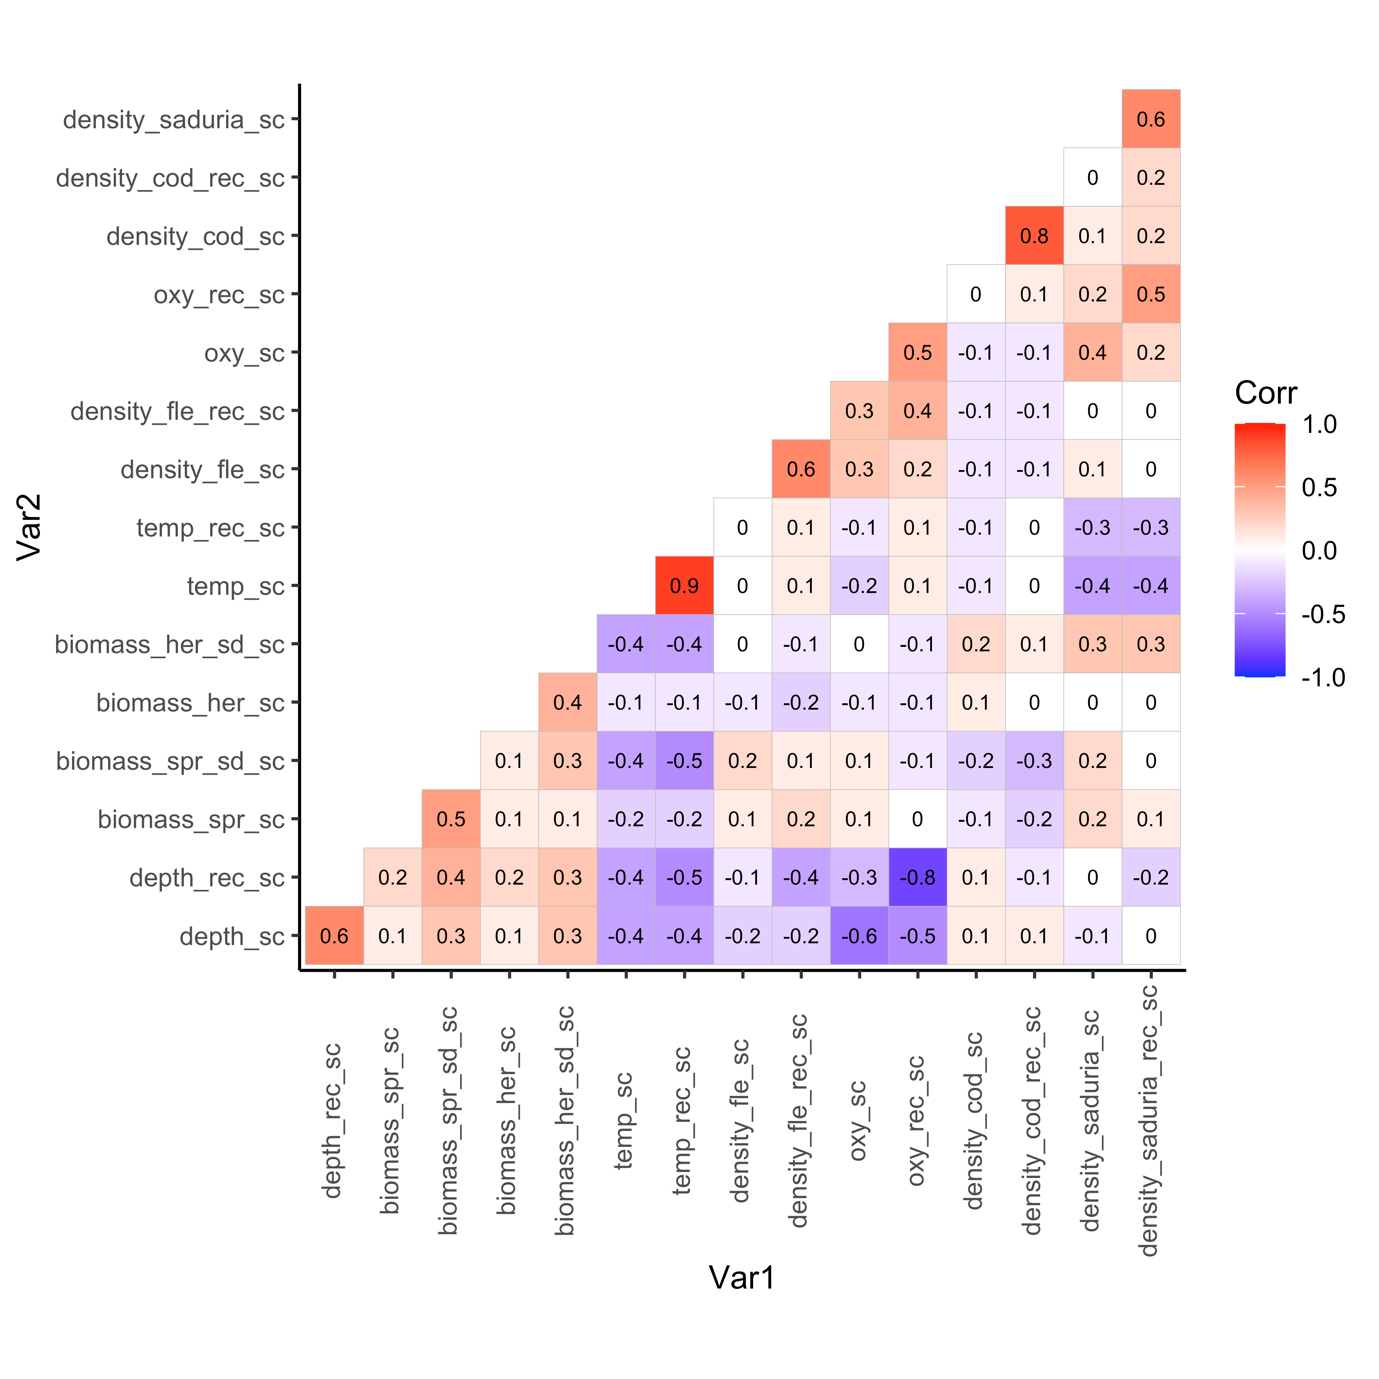 density_saduria_sc 0.6
density_cod_rec_sc 0 0.2
density_cod_sc 0.8 0.1 0.2
oxy_rec_sc 0 0.1 0.2 0.5
oxy_sc 0.5 -0.1 -0.1 0.4 0.2
density_fle_rec_sc 0.3 0.4 -0.1 -0.1 0 0
density_fle_sc 0.6 0.3 0.2 -0.1 -0.1 0.1 0
temp_rec_sc 0 0.1 -0.1 0.1 -0.1 0 -0.3 -0.3
temp_sc 0.9 0 0.1 -0.2 0.1 -0.1 0 -0.4 -0.4
biomass_her_sd_sc -0.4 -0.4 0 -0.1 0 -0.1 0.2 0.1 0.3 0.3
biomass_her_sc 0.4 -0.1 -0.1 -0.1 -0.2 -0.1 -0.1 0.1 0 0 0
biomass_spr_sd_sc 0.1 0.3 -0.4 -0.5 0.2 0.1 0.1 -0.1 -0.2 -0.3 0.2 0
biomass_spr_sc 0.5 0.1 0.1 -0.2 -0.2 0.1 0.2 0.1 0 -0.1 -0.2 0.2 0.1
depth_rec_sc 0.2 0.4 0.2 0.3 -0.4 -0.5 -0.1 -0.4 -0.3 -0.8 0.1 -0.1 0 -0.2
depth_sc 0.6 0.1 0.3 0.1 0.3 -0.4 -0.4 -0.2 -0.2 -0.6 -0.5 0.1 0.1 -0.1 0
Var2
depth_rec_sc
biomass_spr_sc
biomass_spr_sd_sc
biomass_her_sc
biomass_her_sd_sc
temp_sc
temp_rec_sc
density_fle_sc
density_fle_rec_sc
oxy_sc
oxy_rec_sc
density_cod_sc
density_cod_rec_sc
density_saduria_sc
density_saduria_rec_sc
Var1
Corr
1.0
0.5
0.0
-0.5
-1.0